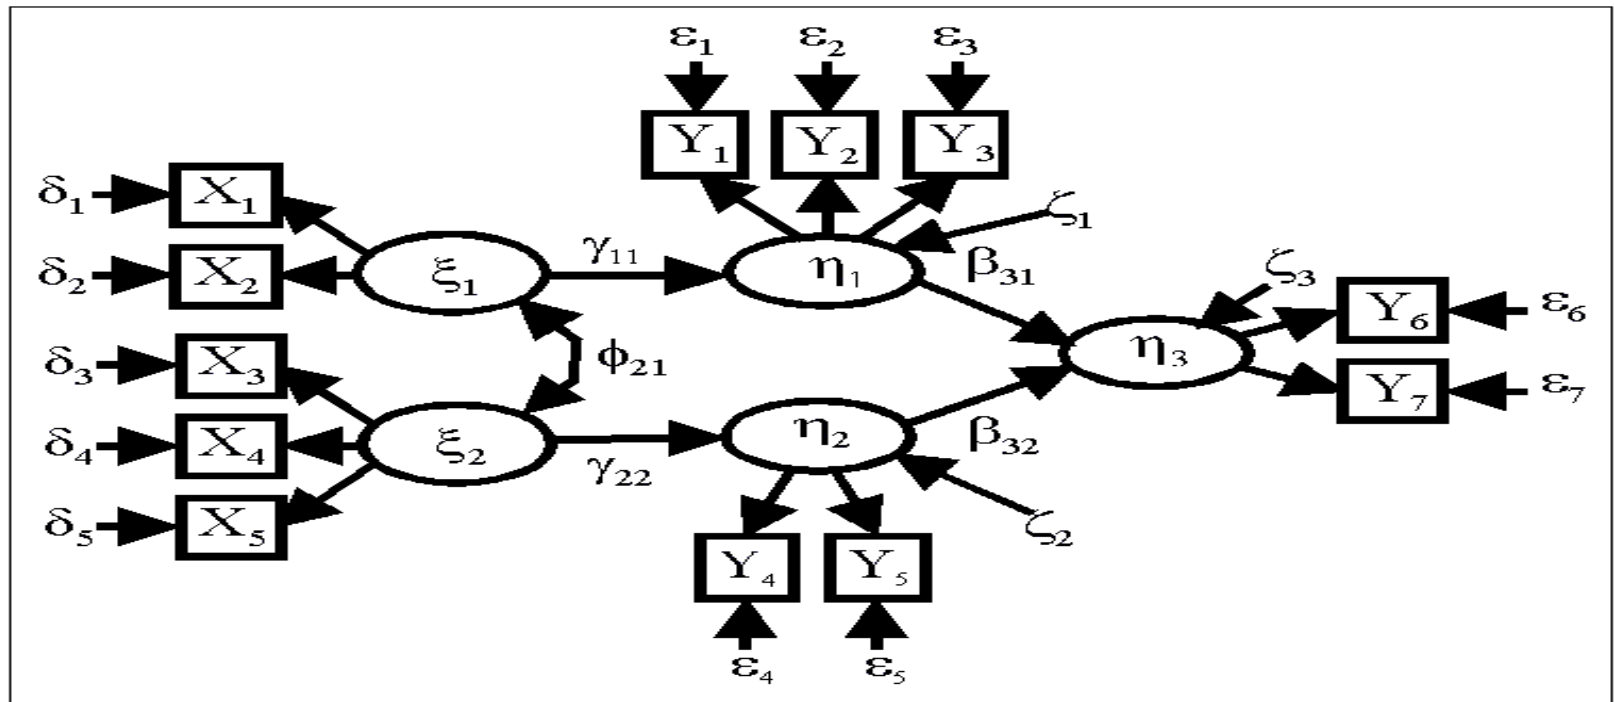 ε₁ ε₂ ε₃
Y₁ Y₂ Y₃
δ₁ X₁
ζ₁
δ₂ X₂ ξ₁ γ₁₁ η₁ β₃₁
ζ₃
Y₆ ε₆
δ₃ X₃ ϕ₂₁ η₃
Y₇ ε₇
δ₄ X₄ ξ₂ γ₂₂ η₂ β₃₂
δ₅ X₅ ζ₂
Y₄ Y₅
ε₄ ε₅